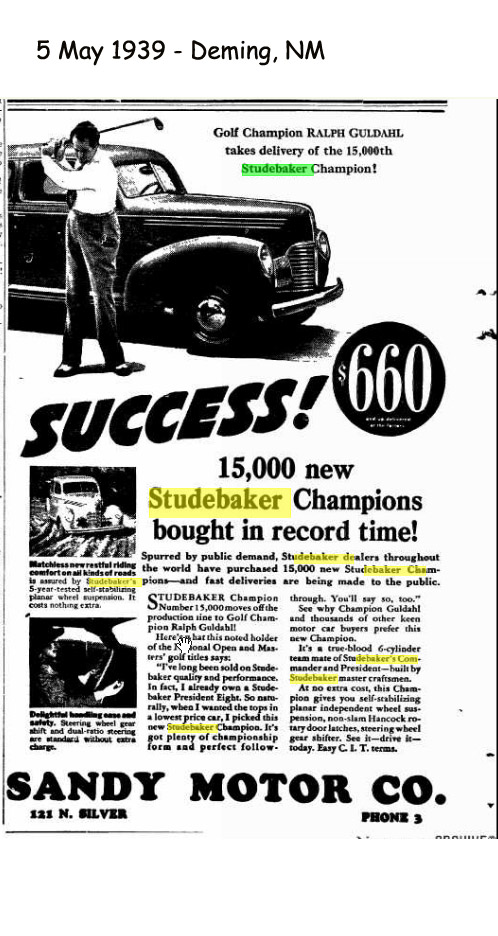 5 May 1939 - Deming, NM
Golf Champion RALPH GULDAHL
takes delivery of the 15,000th
Studebaker Champion!
$660
and up delivered
at the factory
SUCCESS!
15,000 new
Studebaker Champions
bought in record time!
Spurred by public demand, Studebaker dealers throughout
the world have purchased 15,000 new Studebaker Cham-
pions—and fast deliveries are being made to the public.
Matchless new restful riding
comfort on all kinds of roads
is assured by Studebaker's
5-year-tested self-stabilizing
planar wheel suspension. It
costs nothing extra.
Delightful handling ease and
safety. Steering wheel gear
shift and dual-ratio steering
are standard without extra
charge.
STUDEBAKER Champion
Number 15,000 moves off the
production line to Golf Cham-
pion Ralph Guldahl!
Here's what this noted holder
of the National Open and Mas-
ters' golf titles says:
"I've long been sold on Stude-
baker quality and performance.
In fact, I already own a Stude-
baker President Eight. So natu-
rally, when I wanted the tops in
a lowest price car, I picked this
new Studebaker Champion. It's
got plenty of championship
form and perfect follow-
through. You'll say so, too."
See why Champion Guldahl
and thousands of other keen
motor car buyers prefer this
new Champion.
It's a true-blood 6-cylinder
team mate of Studebaker's Com-
mander and President—built by
Studebaker master craftsmen.
At no extra cost, this Cham-
pion gives you self-stabilizing
planar independent wheel sus-
pension, non-slam Hancock ro-
tary door latches, steering wheel
gear shifter. See it—drive it—
today. Easy C. I. T. terms.
SANDY MOTOR CO.
121 N. SILVER
PHONE 3